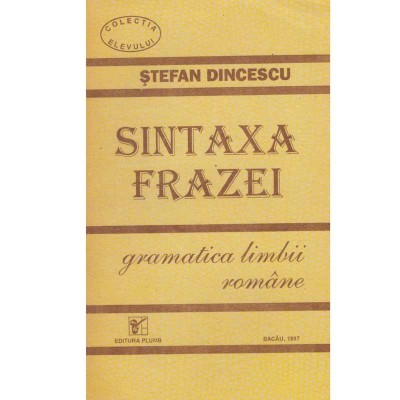 COLECȚIA
ELEVULUI
ȘTEFAN DINCESCU
SINTAXA
FRAZEI
gramatica limbii
române
EDITURA PLUMB
BACĂU, 1997